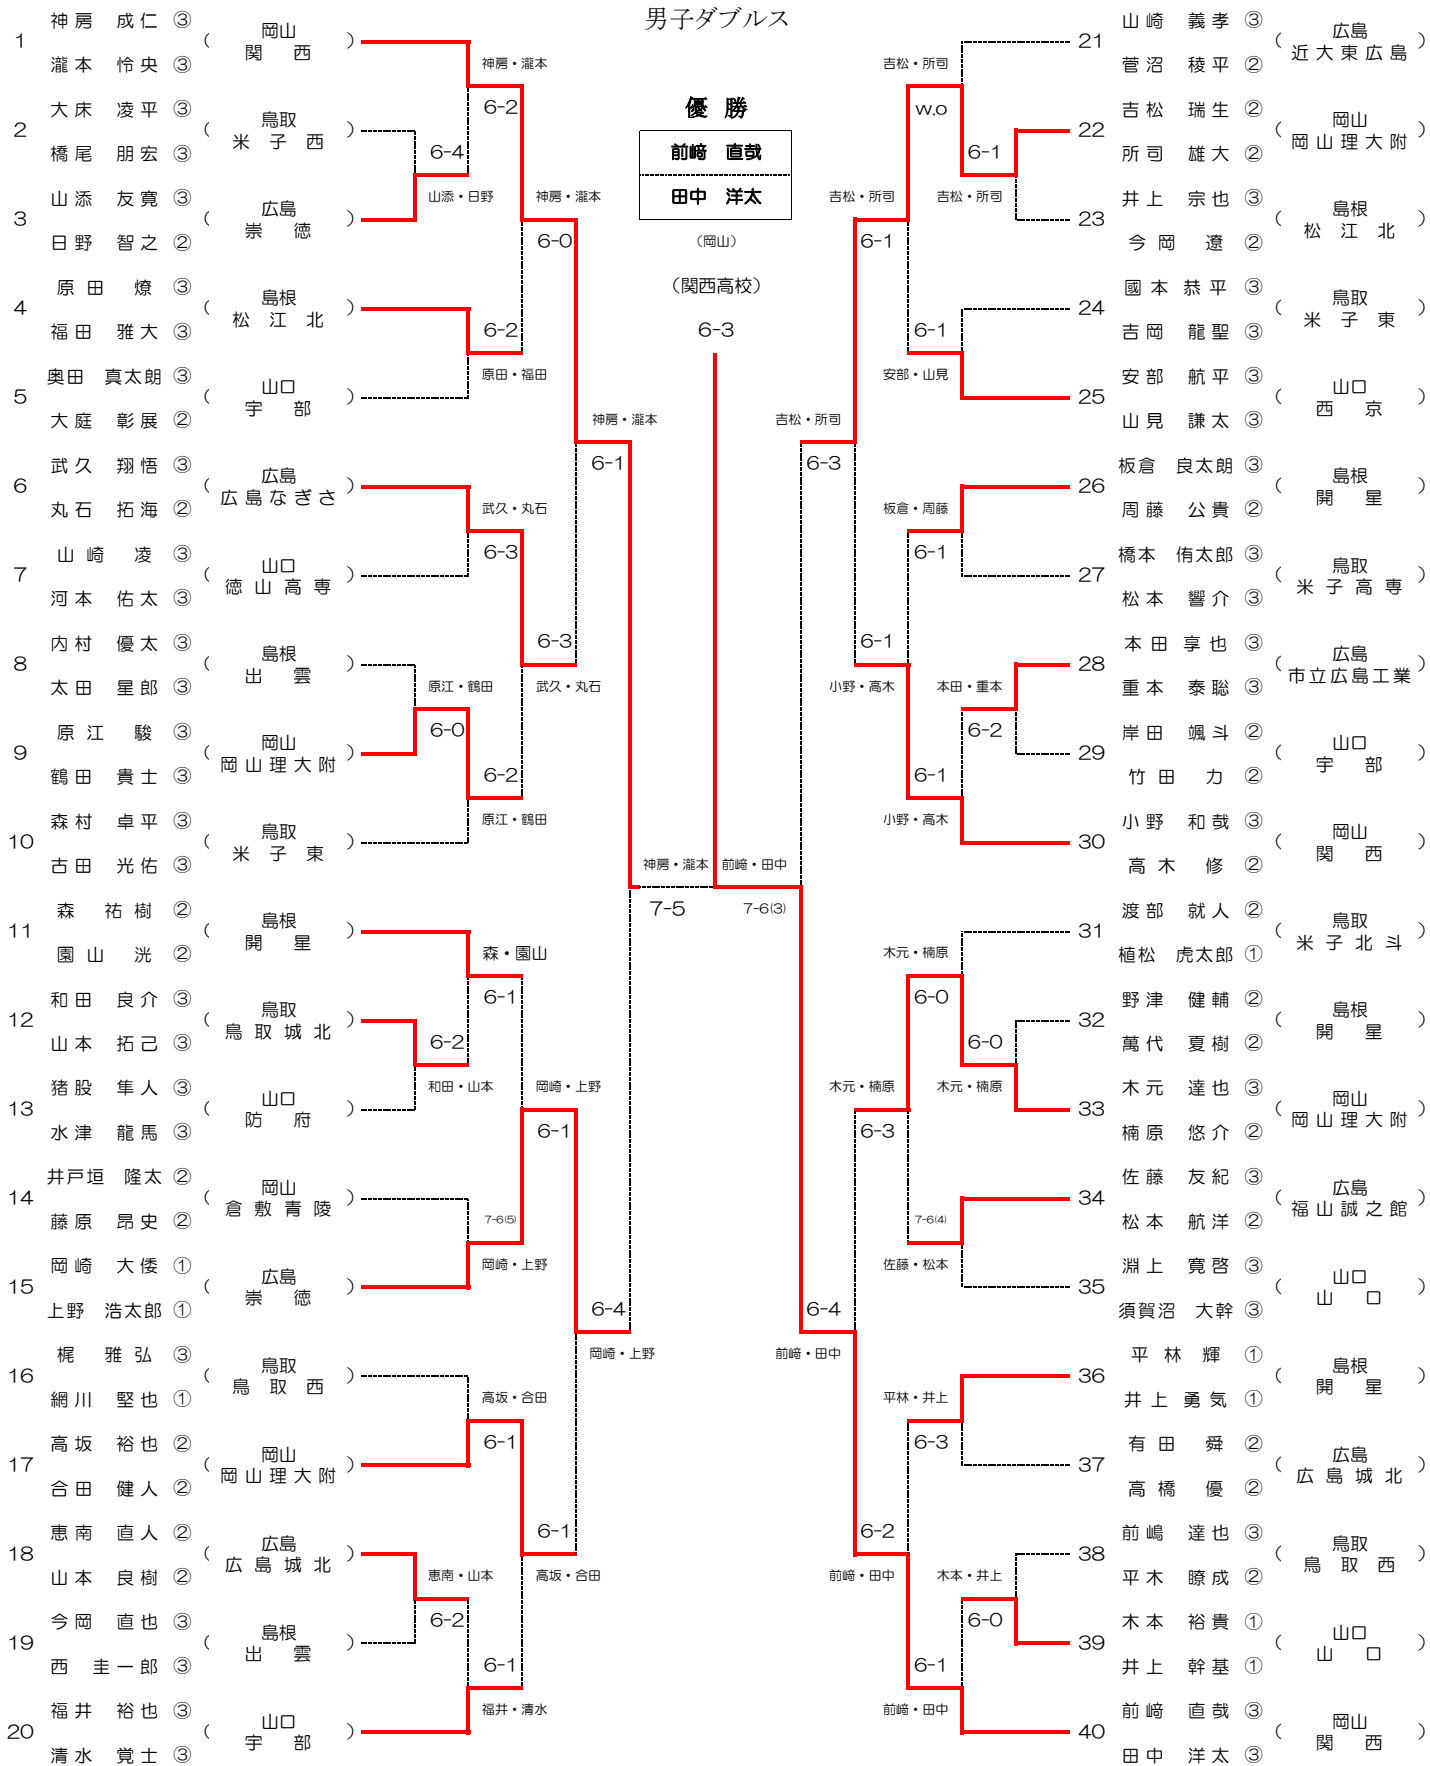 男子ダブルス
1
神房 成仁 ③
瀧本 怜央 ③
( 岡山 関西 )
2
大床 凌平 ③
橋尾 朋宏 ③
( 鳥取 米子西 )
3
山添 友寛 ③
日野 智之 ②
( 広島 崇徳 )
4
原田 燎 ③
福田 雅大 ③
( 島根 松江北 )
5
奥田 真太朗 ③
大庭 彰展 ②
( 山口 宇部 )
6
武久 翔悟 ③
丸石 拓海 ②
( 広島 広島なぎさ )
7
山崎 凌 ③
河本 佑太 ③
( 山口 徳山高専 )
8
内村 優太 ③
太田 星郎 ③
( 島根 出雲 )
9
原江 駿 ③
鶴田 貴士 ③
( 岡山 岡山理大附 )
10
森村 卓平 ③
古田 光佑 ③
( 鳥取 米子東 )
11
森 祐樹 ②
園山 洸 ②
( 島根 開星 )
12
和田 良介 ③
山本 拓己 ③
( 鳥取 鳥取城北 )
13
猪股 隼人 ③
水津 龍馬 ③
( 山口 防府 )
14
井戸垣 隆太 ②
藤原 昂史 ②
( 岡山 倉敷青陵 )
15
岡崎 大倭 ①
上野 浩太郎 ①
( 広島 崇徳 )
16
梶 雅弘 ③
網川 堅也 ①
( 鳥取 鳥取西 )
17
高坂 裕也 ②
合田 健人 ②
( 岡山 岡山理大附 )
18
恵南 直人 ②
山本 良樹 ②
( 広島 広島城北 )
19
今岡 直也 ③
西 圭一郎 ③
( 島根 出雲 )
20
福井 裕也 ③
清水 覚士 ③
( 山口 宇部 )
神房・瀧本
6-2
6-4
山添・日野
神房・瀧本
6-0
6-2
原田・福田
神房・瀧本
6-1
武久・丸石
6-3
6-3
武久・丸石
原江・鶴田
6-0
6-2
原江・鶴田
神房・瀧本
7-5
森・園山
6-1
6-2
和田・山本
岡崎・上野
6-1
7-6(5)
岡崎・上野
6-4
岡崎・上野
高坂・合田
6-1
6-1
高坂・合田
恵南・山本
6-2
6-1
福井・清水
優勝
前﨑 直哉
田中 洋太
(岡山)
(関西高校)
6-3
前﨑・田中
7-6(3)
吉松・所司
w.o
6-1
吉松・所司
吉松・所司
6-1
6-1
安部・山見
吉松・所司
6-3
板倉・周藤
6-1
6-1
小野・高木
本田・重本
6-2
6-1
小野・高木
木元・楠原
6-0
6-0
木元・楠原
木元・楠原
6-3
7-6(4)
佐藤・松本
6-4
前﨑・田中
平林・井上
6-3
6-2
前﨑・田中
木本・井上
6-0
6-1
前﨑・田中
21
山崎 義孝 ③
菅沼 稜平 ②
( 広島 近大東広島 )
22
吉松 瑞生 ②
所司 雄大 ②
( 岡山 岡山理大附 )
23
井上 宗也 ③
今岡 遼 ②
( 島根 松江北 )
24
國本 恭平 ③
吉岡 龍聖 ③
( 鳥取 米子東 )
25
安部 航平 ③
山見 謙太 ③
( 山口 西京 )
26
板倉 良太朗 ③
周藤 公貴 ②
( 島根 開星 )
27
橋本 侑太郎 ③
松本 響介 ③
( 鳥取 米子高専 )
28
本田 享也 ③
重本 泰聡 ③
( 広島 市立広島工業 )
29
岸田 颯斗 ②
竹田 力 ②
( 山口 宇部 )
30
小野 和哉 ③
高木 修 ②
( 岡山 関西 )
31
渡部 就人 ②
植松 虎太郎 ①
( 鳥取 米子北斗 )
32
野津 健輔 ②
萬代 夏樹 ②
( 島根 開星 )
33
木元 達也 ③
楠原 悠介 ②
( 岡山 岡山理大附 )
34
佐藤 友紀 ③
松本 航洋 ②
( 広島 福山誠之館 )
35
淵上 寛啓 ③
須賀沼 大幹 ③
( 山口 山口 )
36
平林 輝 ①
井上 勇気 ①
( 島根 開星 )
37
有田 舜 ②
高橋 優 ②
( 広島 広島城北 )
38
前嶋 達也 ③
平木 瞭成 ②
( 鳥取 鳥取西 )
39
木本 裕貴 ①
井上 幹基 ①
( 山口 山口 )
40
前﨑 直哉 ③
田中 洋太 ③
( 岡山 関西 )